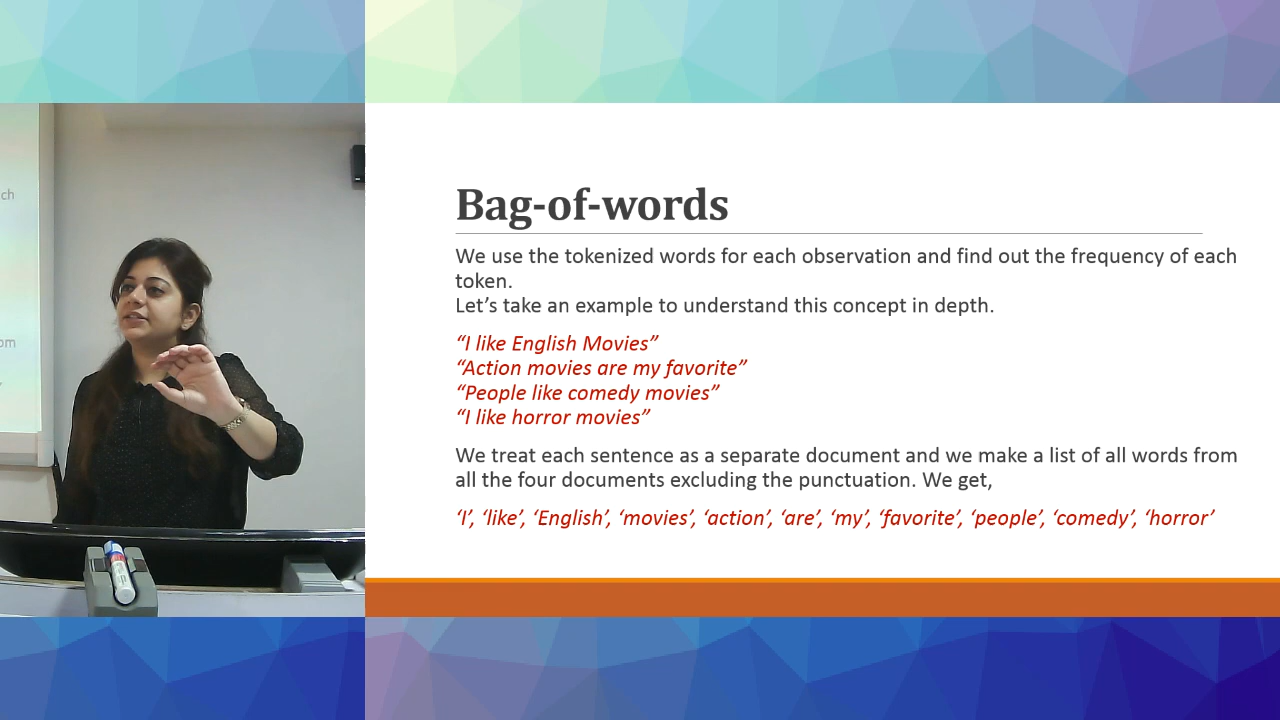 ch
om
Bag-of-words
We use the tokenized words for each observation and find out the frequency of each
token.
Let’s take an example to understand this concept in depth.
“I like English Movies”
“Action movies are my favorite”
“People like comedy movies”
“I like horror movies”
We treat each sentence as a separate document and we make a list of all words from
all the four documents excluding the punctuation. We get,
‘I’, ‘like’, ‘English’, ‘movies’, ‘action’, ‘are’, ‘my’, ‘favorite’, ‘people’, ‘comedy’, ‘horror’